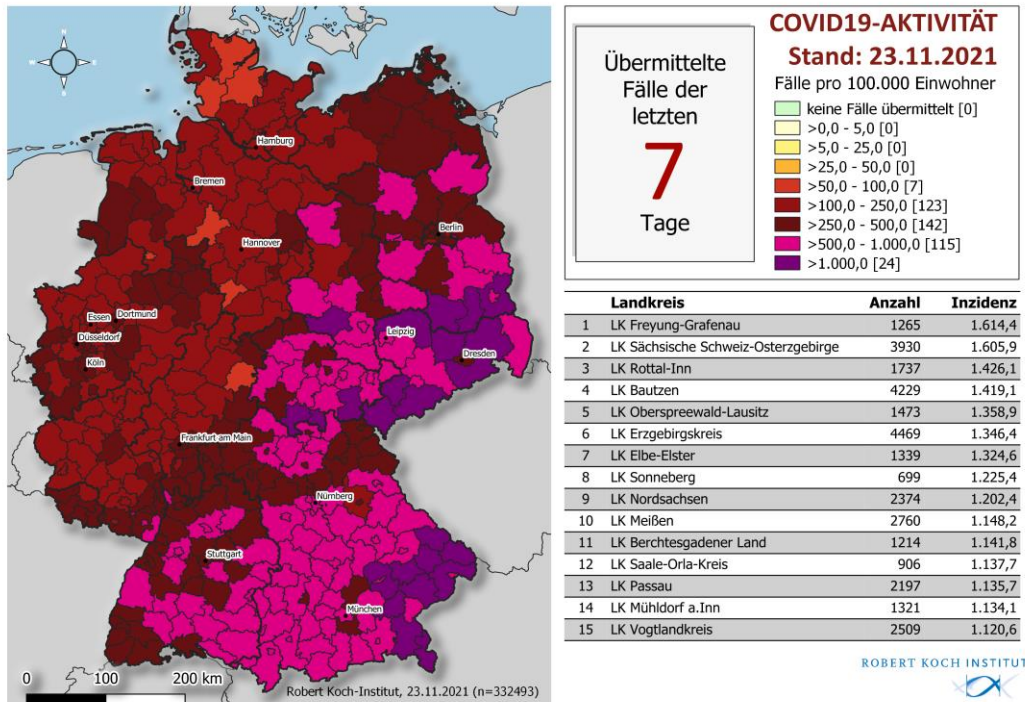 Hamburg
Bremen
Berlin
Hannover
Essen
Dortmund
Düsseldorf
Köln
Leipzig
Dresden
Frankfurt am Main
Nürnberg
Stuttgart
München
0 100 200 km
Robert Koch-Institut, 23.11.2021 (n=332493)
Übermittelte
Fälle der
letzten
7
Tage
COVID19-AKTIVITÄT
Stand: 23.11.2021
Fälle pro 100.000 Einwohner
keine Fälle übermittelt [0]
>0,0 - 5,0 [0]
>5,0 - 25,0 [0]
>25,0 - 50,0 [0]
>50,0 - 100,0 [7]
>100,0 - 250,0 [123]
>250,0 - 500,0 [142]
>500,0 - 1.000,0 [115]
>1.000,0 [24]
Landkreis Anzahl Inzidenz
1 LK Freyung-Grafenau 1265 1.614,4
2 LK Sächsische Schweiz-Osterzgebirge 3930 1.605,9
3 LK Rottal-Inn 1737 1.426,1
4 LK Bautzen 4229 1.419,1
5 LK Oberspreewald-Lausitz 1473 1.358,9
6 LK Erzgebirgskreis 4469 1.346,4
7 LK Elbe-Elster 1339 1.324,6
8 LK Sonneberg 699 1.225,4
9 LK Nordsachsen 2374 1.202,4
10 LK Meißen 2760 1.148,2
11 LK Berchtesgadener Land 1214 1.141,8
12 LK Saale-Orla-Kreis 906 1.137,7
13 LK Passau 2197 1.135,7
14 LK Mühldorf a.Inn 1321 1.134,1
15 LK Vogtlandkreis 2509 1.120,6
ROBERT KOCH INSTITUT